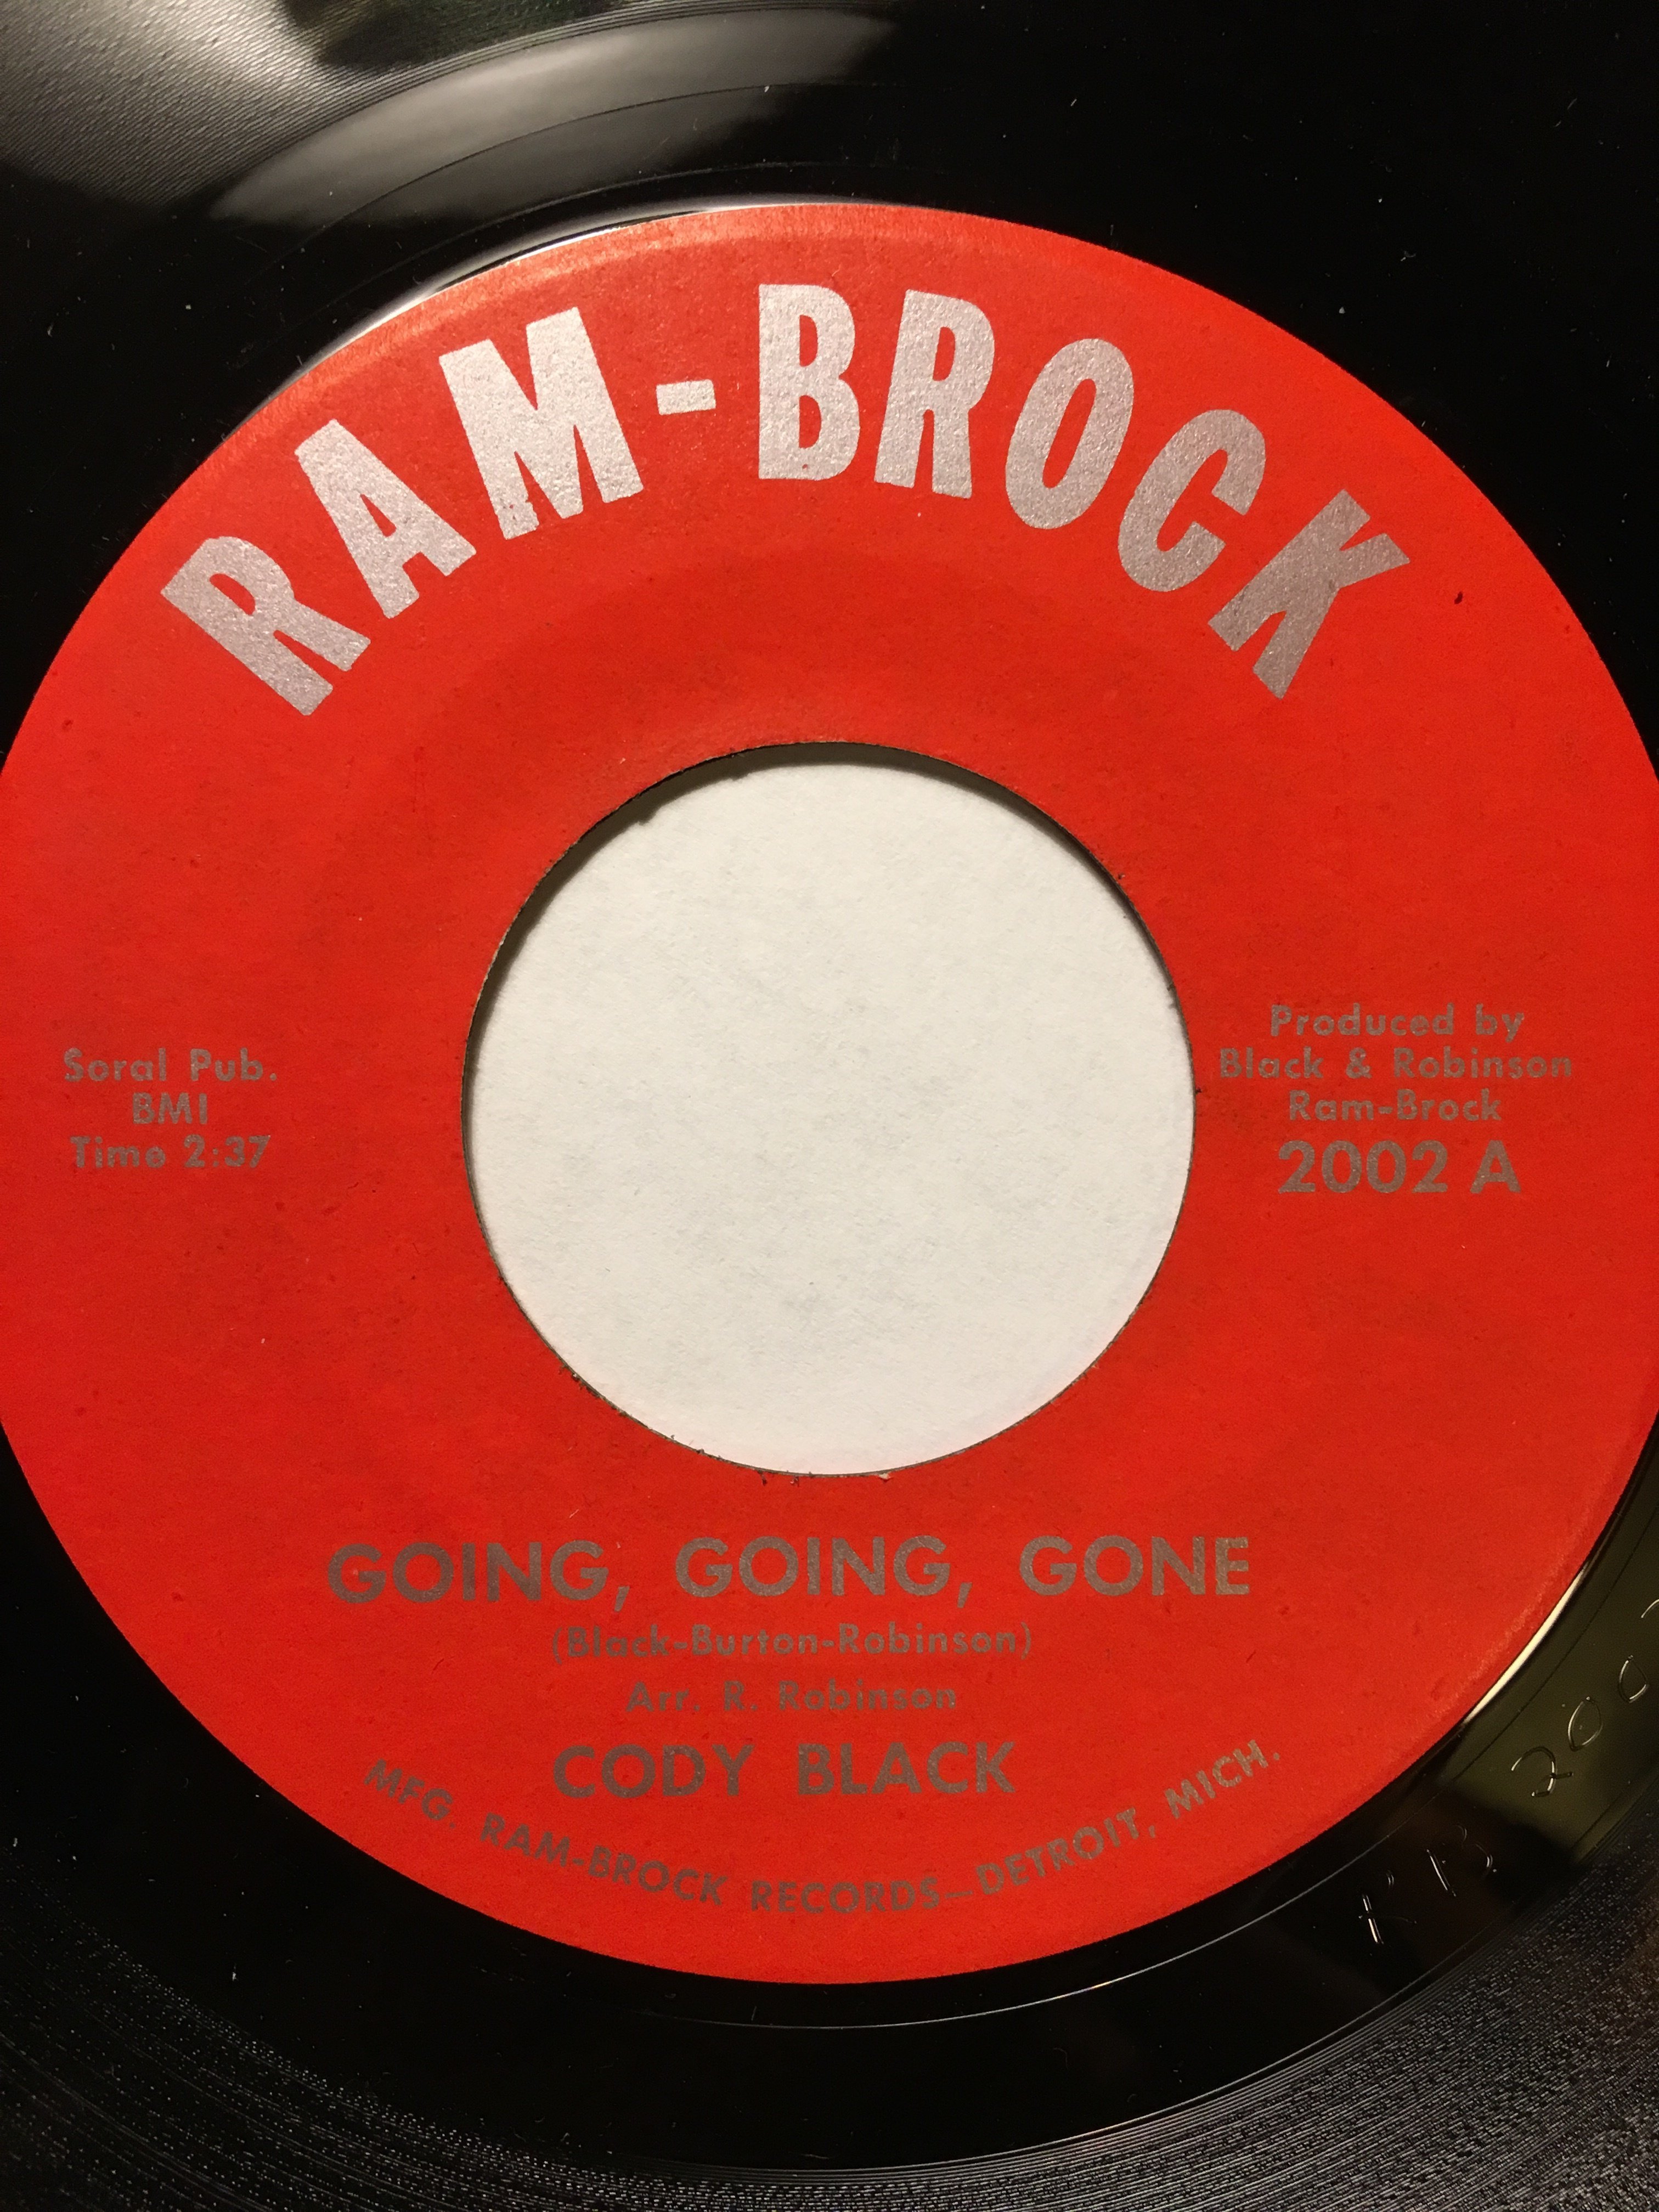 RAM-BROCK
Soral Pub.
BMI
Time 2:37
Produced by
Black & Robinson
Ram-Brock
2002 A
GOING, GOING, GONE
(Black-Burton-Robinson)
Arr. R. Robinson
CODY BLACK
MFG. RAM-BROCK RECORDS—DETROIT, MICH.